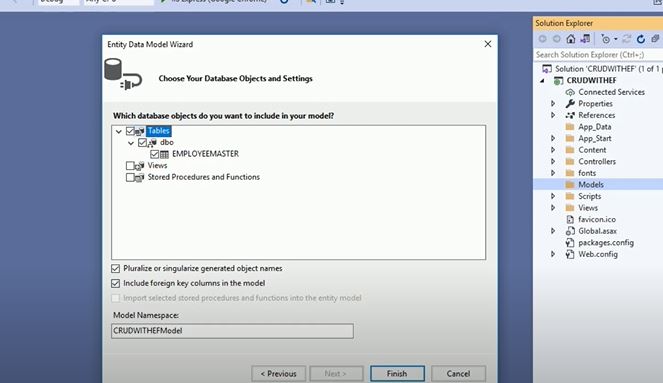 IIS Express (Google Chrome)
Entity Data Model Wizard
Choose Your Database Objects and Settings
Which database objects do you want to include in your model?
Tables
dbo
EMPLOYEEMASTER
Views
Stored Procedures and Functions
Pluralize or singularize generated object names
Include foreign key columns in the model
Import selected stored procedures and functions into the entity model
Model Namespace:
CRUDWITHEFModel
< Previous
Next >
Finish
Cancel
Solution Explorer
Search Solution Explorer (Ctrl+;)
Solution 'CRUDWITHEF' (1 of 1 p
CRUDWITHEF
Connected Services
Properties
References
App_Data
App_Start
Content
Controllers
fonts
Models
Scripts
Views
favicon.ico
Global.asax
packages.config
Web.config